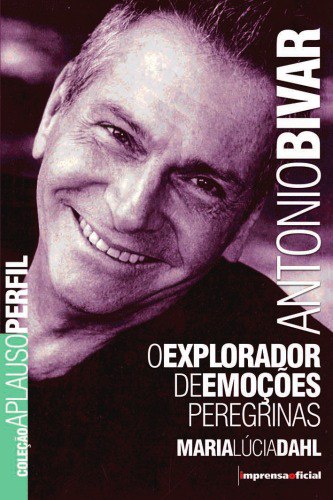 ANTONIOBIVAR
OEXPLORADOR
DEEMOÇÕES
PEREGRINAS
MARIALÚCIADAHL
COLEÇÃO APLAUSOPERFIL
imprensaoficial